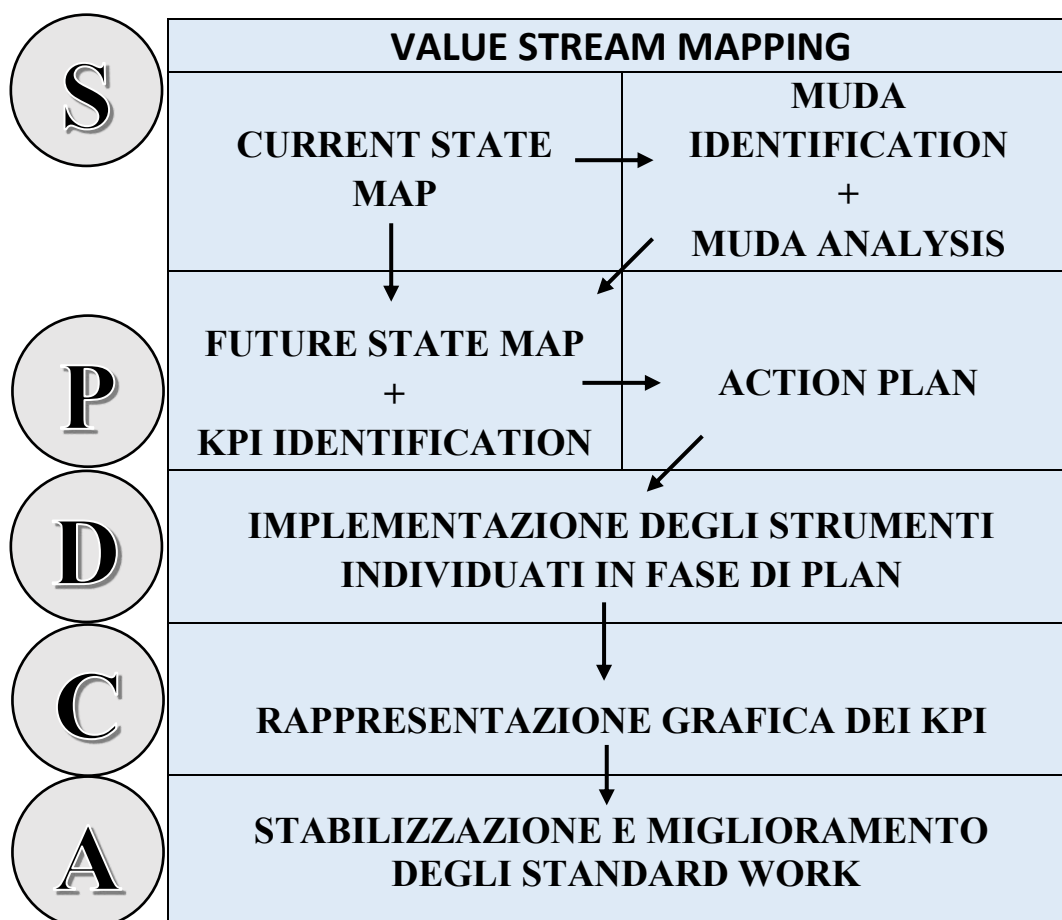 S
VALUE STREAM MAPPING
CURRENT STATE
MAP
MUDA
IDENTIFICATION
+
MUDA ANALYSIS
P
FUTURE STATE MAP
+
KPI IDENTIFICATION
ACTION PLAN
D
IMPLEMENTAZIONE DEGLI STRUMENTI
INDIVIDUATI IN FASE DI PLAN
C
RAPPRESENTAZIONE GRAFICA DEI KPI
A
STABILIZZAZIONE E MIGLIORAMENTO
DEGLI STANDARD WORK